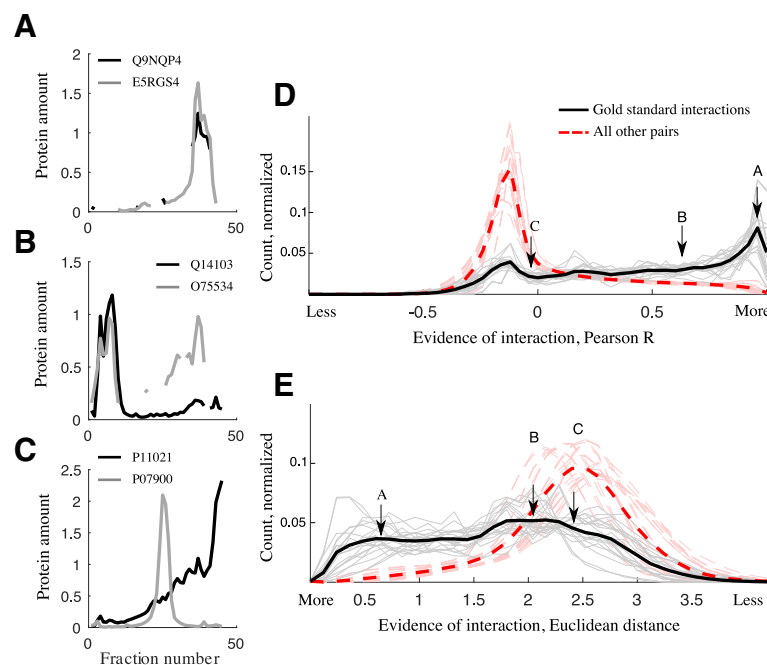 A
Q9NQP4
E5RGS4
Protein amount
2
1.5
1
0.5
0
0
50
B
Q14103
O75534
Protein amount
1.5
1
0.5
0
0
50
C
P11021
P07900
Protein amount
2.5
2
1.5
1
0.5
0
0
50
Fraction number
D
Gold standard interactions
All other pairs
Count, normalized
0.15
0.1
0.05
A
B
C
Less
-0.5
0
0.5
More
Evidence of interaction, Pearson R
E
Count, normalized
0.1
0.05
A
B
C
More
0.5
1
1.5
2
2.5
3
3.5
Less
Evidence of interaction, Euclidean distance